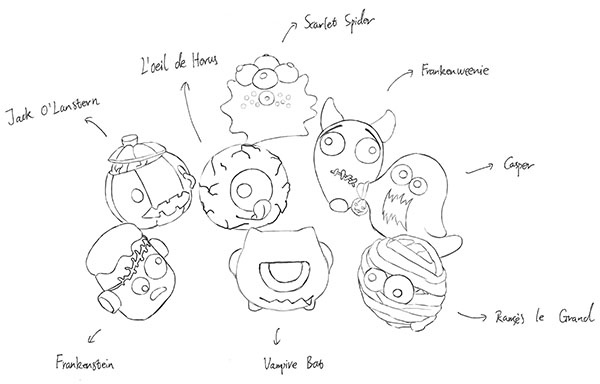 Scarlet Spider
L'oeil de Horus
Frankenweenie
Jack O'Lanstern
Casper
Ramsès le Grand
Frankenstein
Vampire Bat